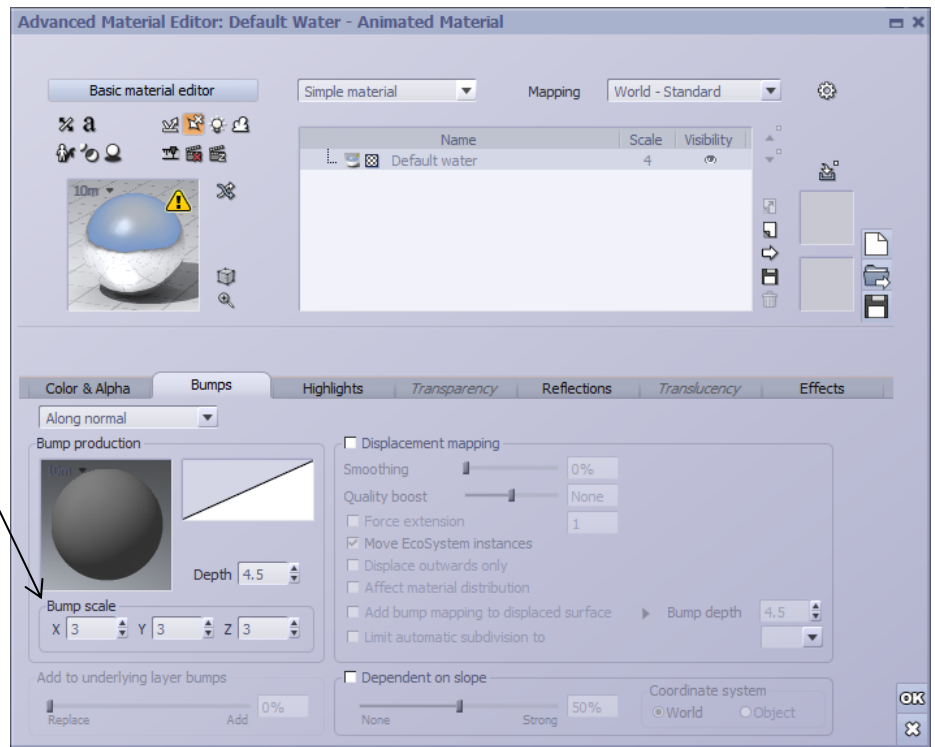 Advanced Material Editor: Default Water - Animated Material
Basic material editor
Simple material
Mapping
World - Standard
a
Name Scale Visibility
Default water 4
10m
Color & Alpha Bumps Highlights Transparency Reflections Translucency Effects
Along normal
Bump production
10m
Depth 4.5
Bump scale
X 3 Y 3 Z 3
Displacement mapping
Smoothing 0%
Quality boost None
Force extension 1
Move EcoSystem instances
Displace outwards only
Affect material distribution
Add bump mapping to displaced surface Bump depth 4.5
Limit automatic subdivision to
Add to underlying layer bumps
0%
Replace Add
Dependent on slope
50%
None Strong
Coordinate system
World Object
OK